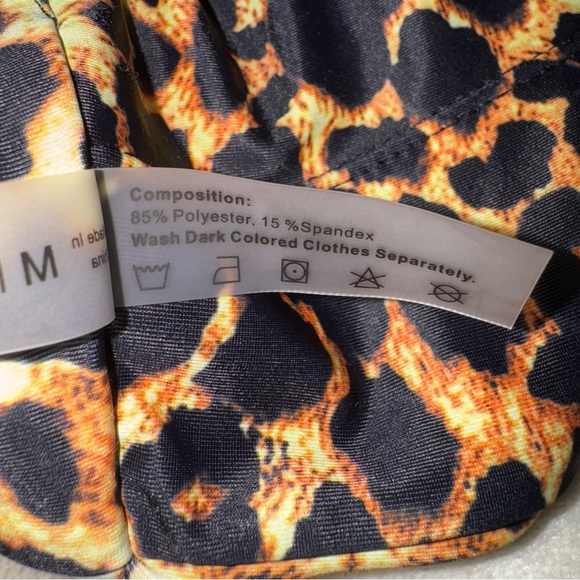 Composition:
85% Polyester, 15 %Spandex
Wash Dark Colored Clothes Separately.
M